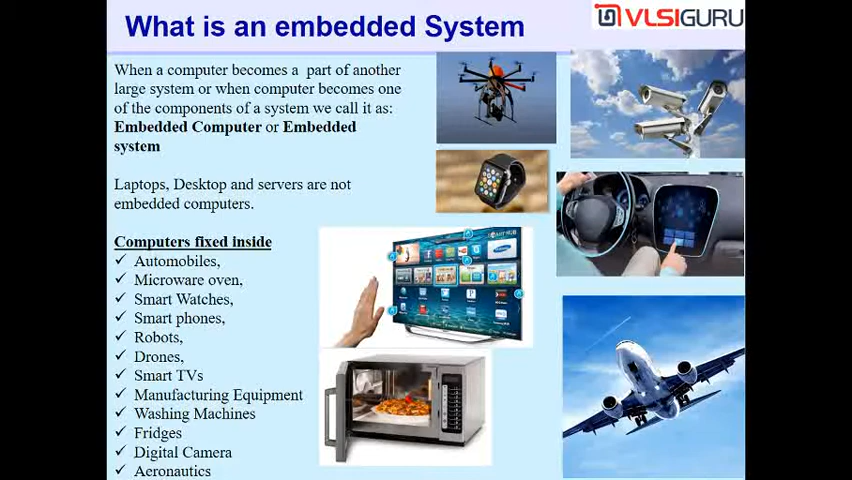 What is an embedded System
VLSIGURU
When a computer becomes a part of another
large system or when computer becomes one
of the components of a system we call it as:
Embedded Computer or Embedded
system
Laptops, Desktop and servers are not
embedded computers.
Computers fixed inside
✓ Automobiles,
✓ Microware oven,
✓ Smart Watches,
✓ Smart phones,
✓ Robots,
✓ Drones,
✓ Smart TVs
✓ Manufacturing Equipment
✓ Washing Machines
✓ Fridges
✓ Digital Camera
✓ Aeronautics